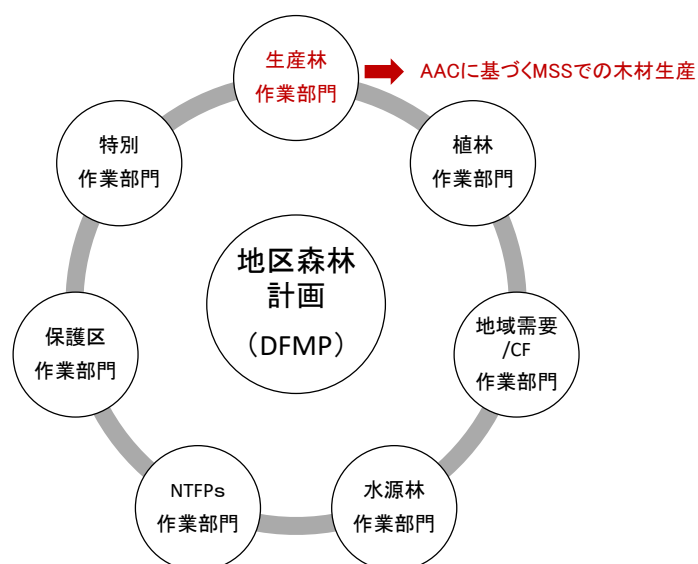 生産林
作業部門
AACに基づくMSSでの木材生産
特別
作業部門
植林
作業部門
地区森林
計画
（DFMP）
保護区
作業部門
地域需要
/CF
作業部門
NTFPs
作業部門
水源林
作業部門